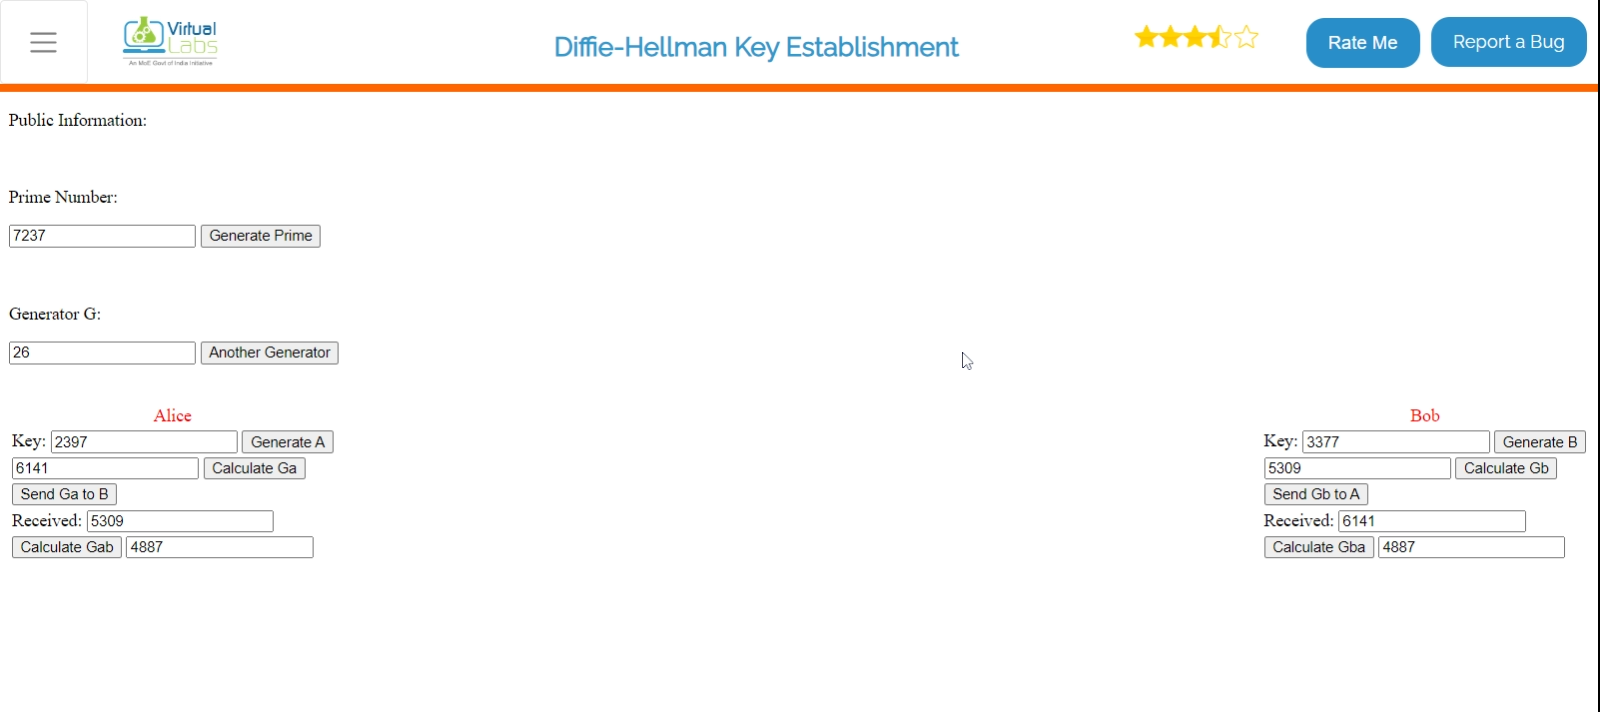 Virtual
Labs
An MoE Govt of India Initiative
Diffie-Hellman Key Establishment
Rate Me
Report a Bug
Public Information:
Prime Number:
7237 Generate Prime
Generator G:
26 Another Generator
Alice
Key: 2397 Generate A
6141 Calculate Ga
Send Ga to B
Received: 5309
Calculate Gab 4887
Bob
Key: 3377 Generate B
5309 Calculate Gb
Send Gb to A
Received: 6141
Calculate Gba 4887